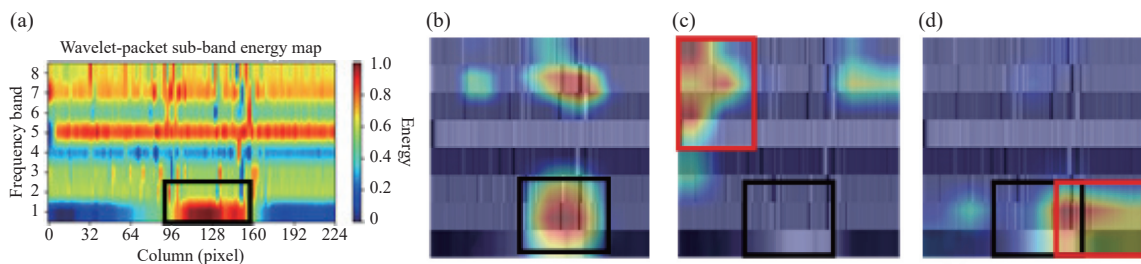 (a)
Wavelet-packet sub-band energy map
Frequency band
8
7
6
5
4
3
2
1
0 32 64 96 128 160 192 224
Column (pixel)
1.0
0.8
0.6
0.4
0.2
0
Energy
(b)
(c)
(d)